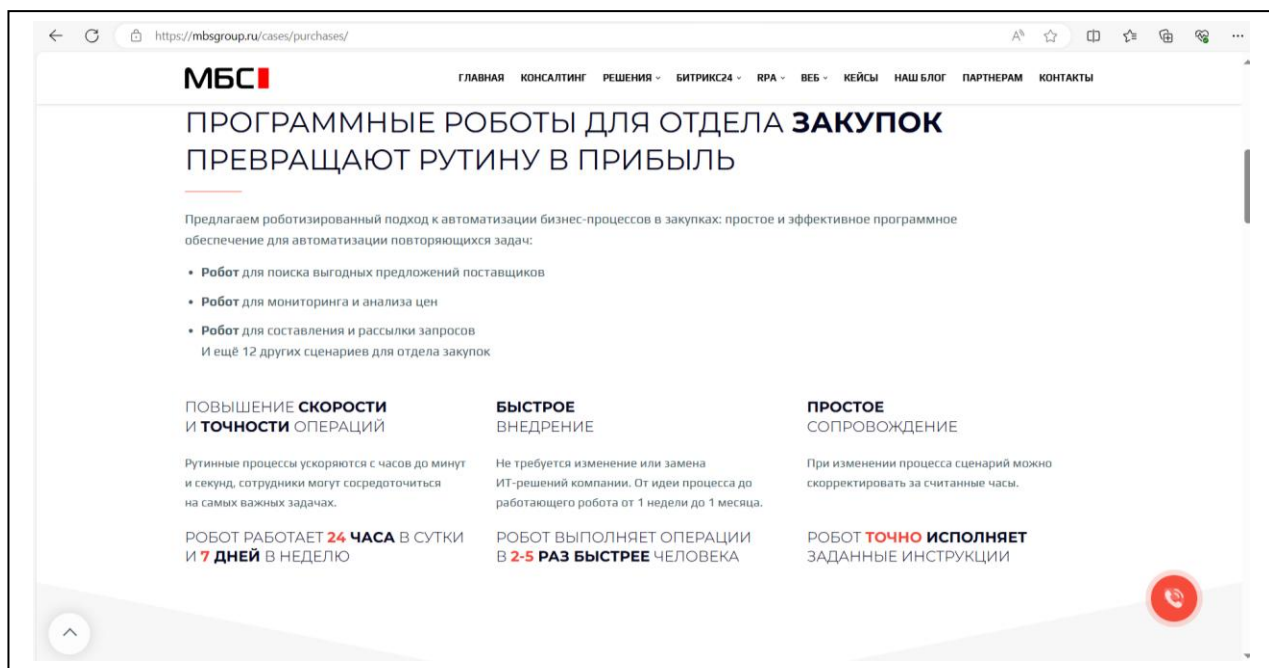 https://mbsgroup.ru/cases/purchases/
МБС
ГЛАВНАЯ КОНСАЛТИНГ РЕШЕНИЯ БИТРИКС24 RPA ВЕБ КЕЙСЫ НАШ БЛОГ ПАРТНЕРАМ КОНТАКТЫ
ПРОГРАММНЫЕ РОБОТЫ ДЛЯ ОТДЕЛА ЗАКУПОК
ПРЕВРАЩАЮТ РУТИНУ В ПРИБЫЛЬ
Предлагаем роботизированный подход к автоматизации бизнес-процессов в закупках: простое и эффективное программное
обеспечение для автоматизации повторяющихся задач:
• Робот для поиска выгодных предложений поставщиков
• Робот для мониторинга и анализа цен
• Робот для составления и рассылки запросов
И ещё 12 других сценариев для отдела закупок
ПОВЫШЕНИЕ СКОРОСТИ
И ТОЧНОСТИ ОПЕРАЦИЙ
Рутинные процессы ускоряются с часов до минут
и секунд, сотрудники могут сосредоточиться
на самых важных задачах.
РОБОТ РАБОТАЕТ 24 ЧАСА В СУТКИ
И 7 ДНЕЙ В НЕДЕЛЮ
БЫСТРОЕ
ВНЕДРЕНИЕ
Не требуется изменение или замена
ИТ-решений компании. От идеи процесса до
работающего робота от 1 недели до 1 месяца.
РОБОТ ВЫПОЛНЯЕТ ОПЕРАЦИИ
В 2-5 РАЗ БЫСТРЕЕ ЧЕЛОВЕКА
ПРОСТОЕ
СОПРОВОЖДЕНИЕ
При изменении процесса сценарий можно
скорректировать за считанные часы.
РОБОТ ТОЧНО ИСПОЛНЯЕТ
ЗАДАННЫЕ ИНСТРУКЦИИ